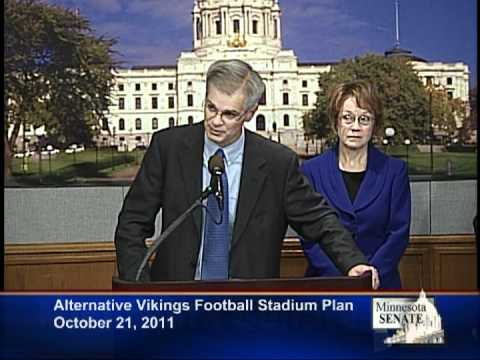 Alternative Vikings Football Stadium Plan
October 21, 2011
Minnesota
SENATE